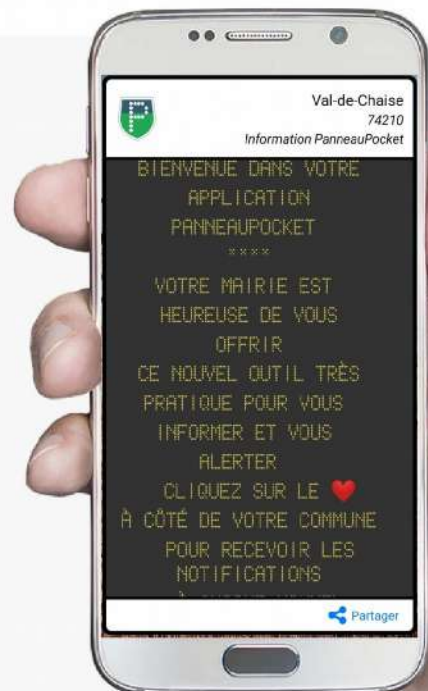 Val-de-Chaise
74210
Information PanneauPocket
BIENVENUE DANS VOTRE
APPLICATION
PANNEAUPOCKET
****
VOTRE MAIRIE EST
HEUREUSE DE VOUS
OFFRIR
CE NOUVEL OUTIL TRÈS
PRATIQUE POUR VOUS
INFORMER ET VOUS
ALERTER
CLIQUEZ SUR LE ❤️
À CÔTÉ DE VOTRE COMMUNE
POUR RECEVOIR LES
NOTIFICATIONS
Partager